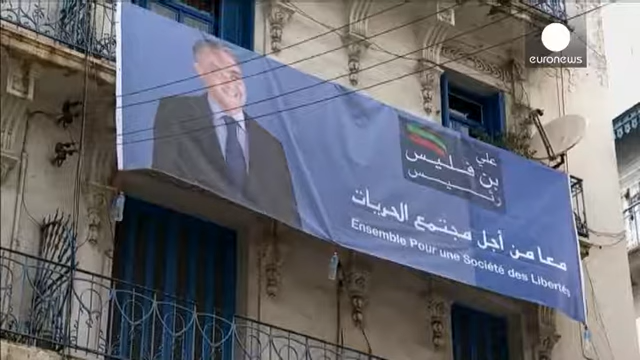 euronews
علي
بن فليس
رئيس
معا من أجل مجتمع الحريات
Ensemble Pour une Société des Libertés